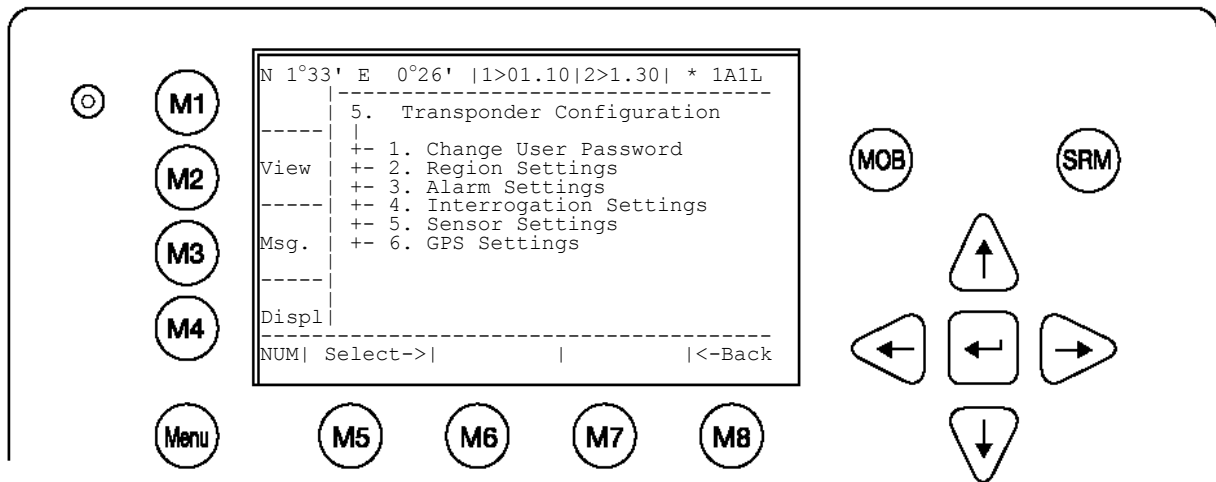 N 1°33' E 0°26' |1>01.10|2>1.30| * 1A1L
5. Transponder Configuration
+- 1. Change User Password
View +- 2. Region Settings
+- 3. Alarm Settings
+- 4. Interrogation Settings
+- 5. Sensor Settings
Msg. +- 6. GPS Settings
Displ
NUM| Select->| | |<-Back
M1
M2
M3
M4
Menu
M5
M6
M7
M8
MOB
SRM